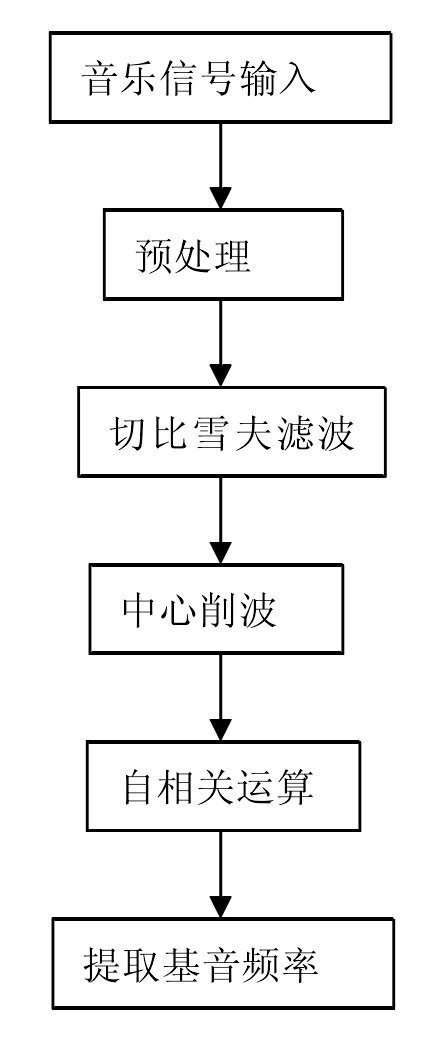 音乐信号输入
预处理
切比雪夫滤波
中心削波
自相关运算
提取基音频率